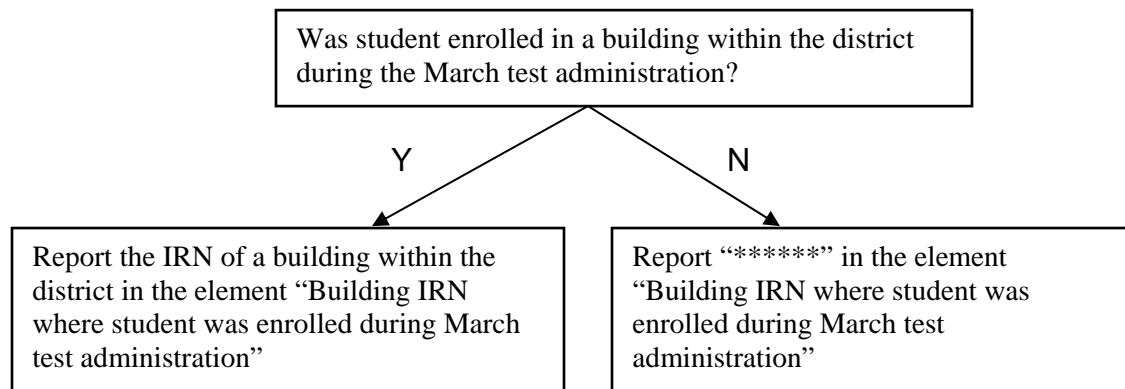 Was student enrolled in a building within the district
during the March test administration?
Y
N
Report the IRN of a building within the
district in the element “Building IRN
where student was enrolled during March
test administration”
Report “******” in the element
“Building IRN where student was
enrolled during March test
administration”